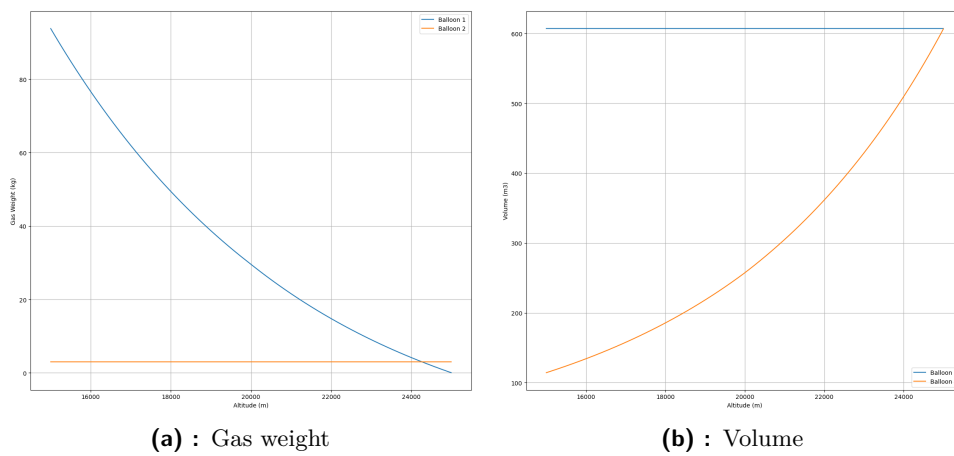 Balloon 1
Balloon 2
80
60
40
20
0
Gas Weight (kg)
16000 18000 20000 22000 24000
Altitude (m)
(a) : Gas weight
600
500
400
300
200
100
Volume (m3)
Balloon
Balloon
16000 18000 20000 22000 24000
Altitude (m)
(b) : Volume